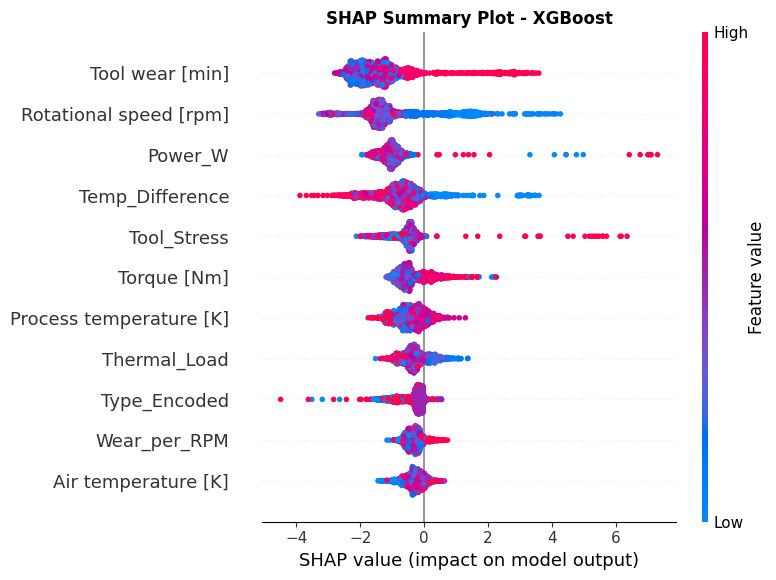 SHAP Summary Plot - XGBoost
High
Tool wear [min]
Rotational speed [rpm]
Power_W
Temp_Difference
Tool_Stress
Torque [Nm]
Process temperature [K]
Thermal_Load
Type_Encoded
Wear_per_RPM
Air temperature [K]
Feature value
Low
−4 −2 0 2 4 6
SHAP value (impact on model output)